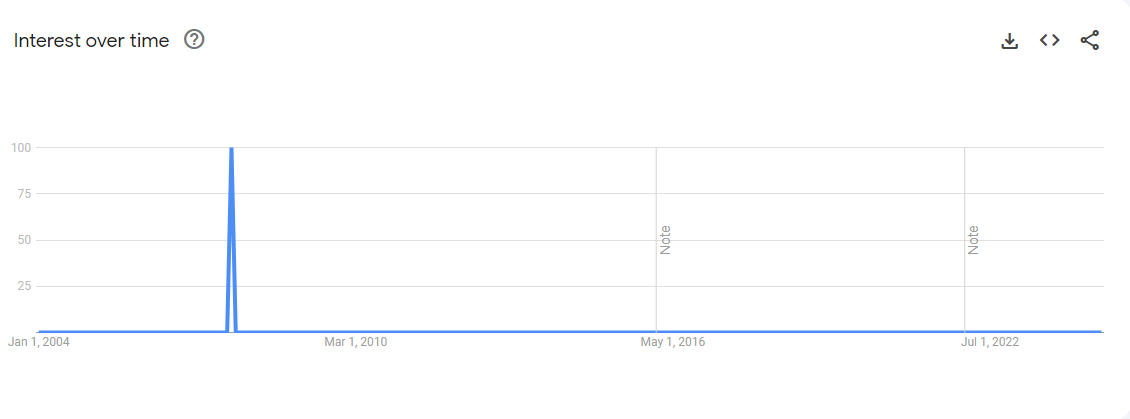 Interest over time
100
75
50
25
Note
Note
Jan 1, 2004
Mar 1, 2010
May 1, 2016
Jul 1, 2022